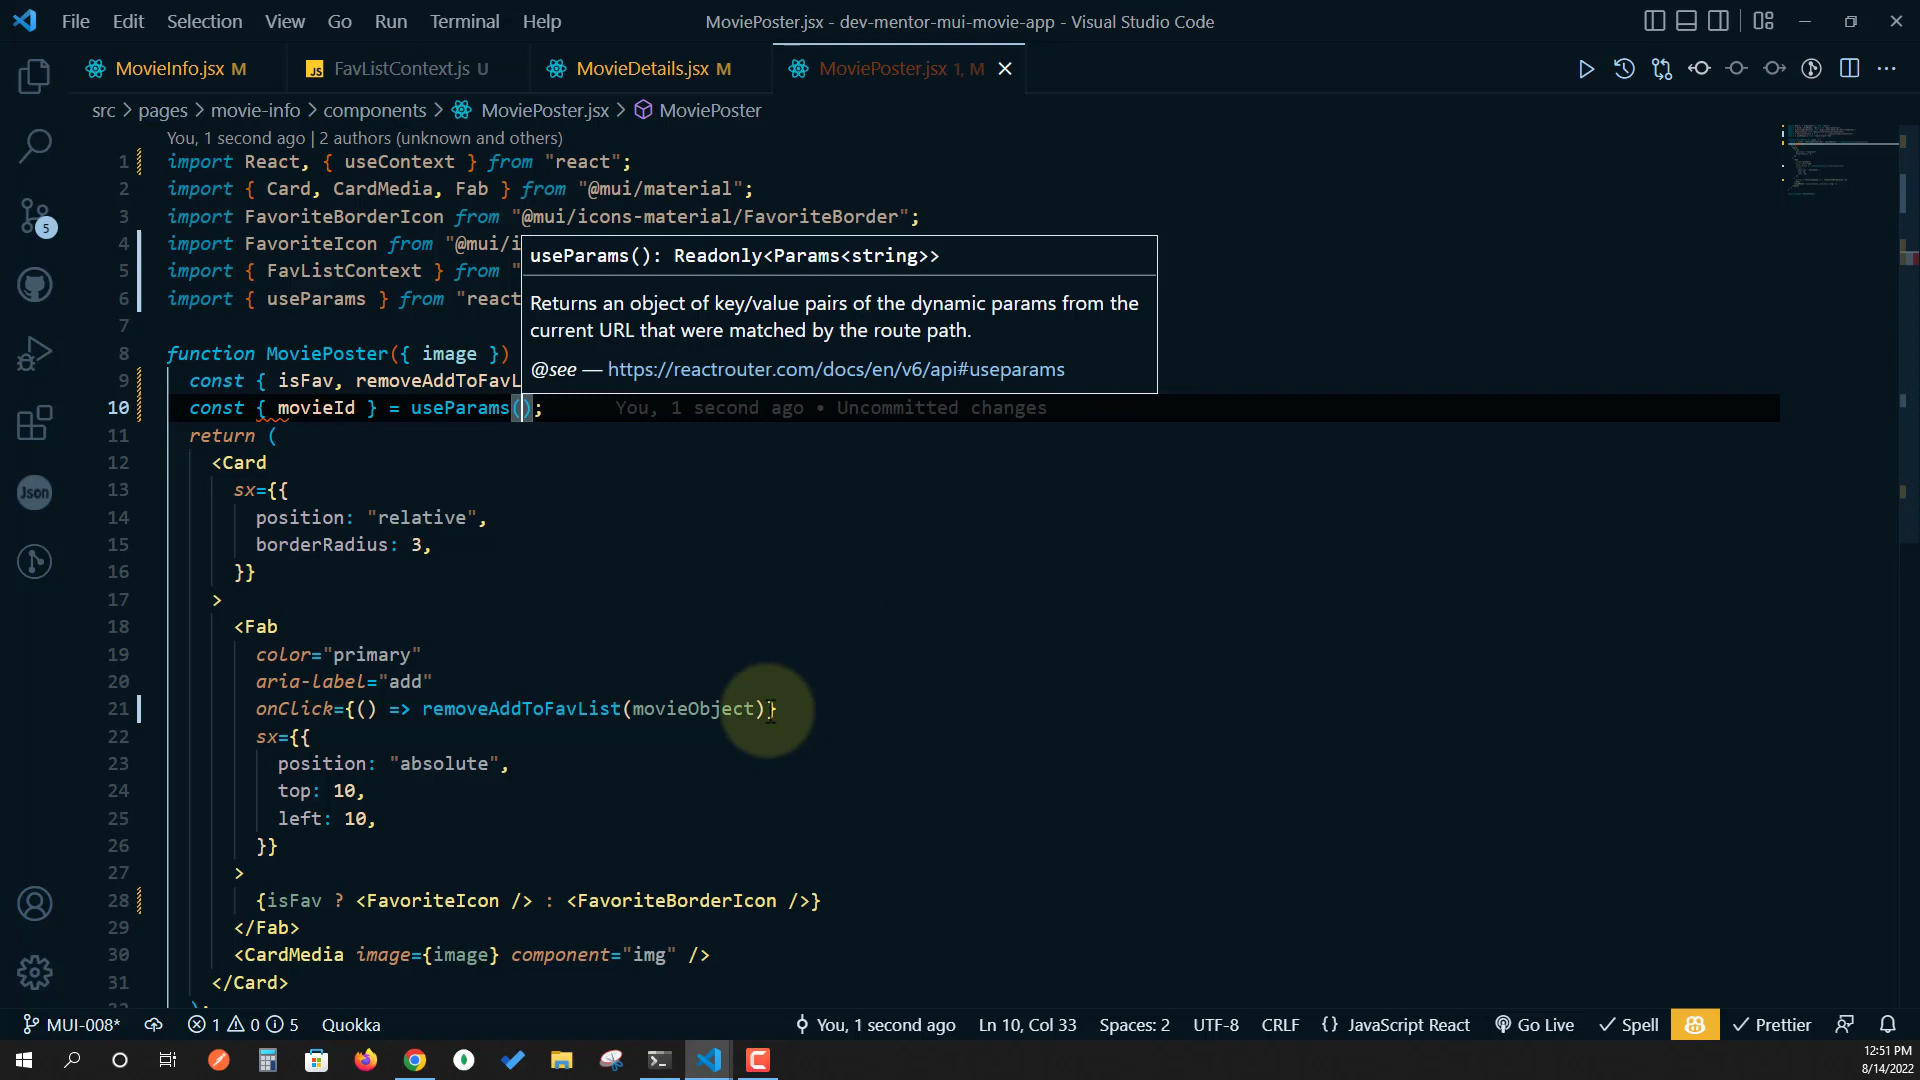 File Edit Selection View Go Run Terminal Help
MoviePoster.jsx - dev-mentor-mui-movie-app - Visual Studio Code
MovieInfo.jsx M
JS FavListContext.js U
MovieDetails.jsx M
MoviePoster.jsx 1, M
src > pages > movie-info > components > MoviePoster.jsx > MoviePoster
You, 1 second ago | 2 authors (unknown and others)
1 import React, { useContext } from "react";
2 import { Card, CardMedia, Fab } from "@mui/material";
3 import FavoriteBorderIcon from "@mui/icons-material/FavoriteBorder";
4 import FavoriteIcon from "@mui/i
5 import { FavListContext } from "
6 import { useParams } from "react
useParams(): Readonly<Params<string>>
Returns an object of key/value pairs of the dynamic params from the
current URL that were matched by the route path.
@see — https://reactrouter.com/docs/en/v6/api#useparams
7
8 function MoviePoster({ image })
9 const { isFav, removeAddToFavL
10 const { movieId } = useParams(); You, 1 second ago • Uncommitted changes
11 return (
12 <Card
13 sx={{
14 position: "relative",
15 borderRadius: 3,
16 }}
17 >
18 <Fab
19 color="primary"
20 aria-label="add"
21 onClick={() => removeAddToFavList(movieObject)}
22 sx={{
23 position: "absolute",
24 top: 10,
25 left: 10,
26 }}
27 >
28 {isFav ? <FavoriteIcon /> : <FavoriteBorderIcon />}
29 </Fab>
30 <CardMedia image={image} component="img" />
31 </Card>
5
Json
MUI-008* 1 0 5 Quokka
You, 1 second ago Ln 10, Col 33 Spaces: 2 UTF-8 CRLF {} JavaScript React Go Live Spell Prettier
12:51 PM
8/14/2022